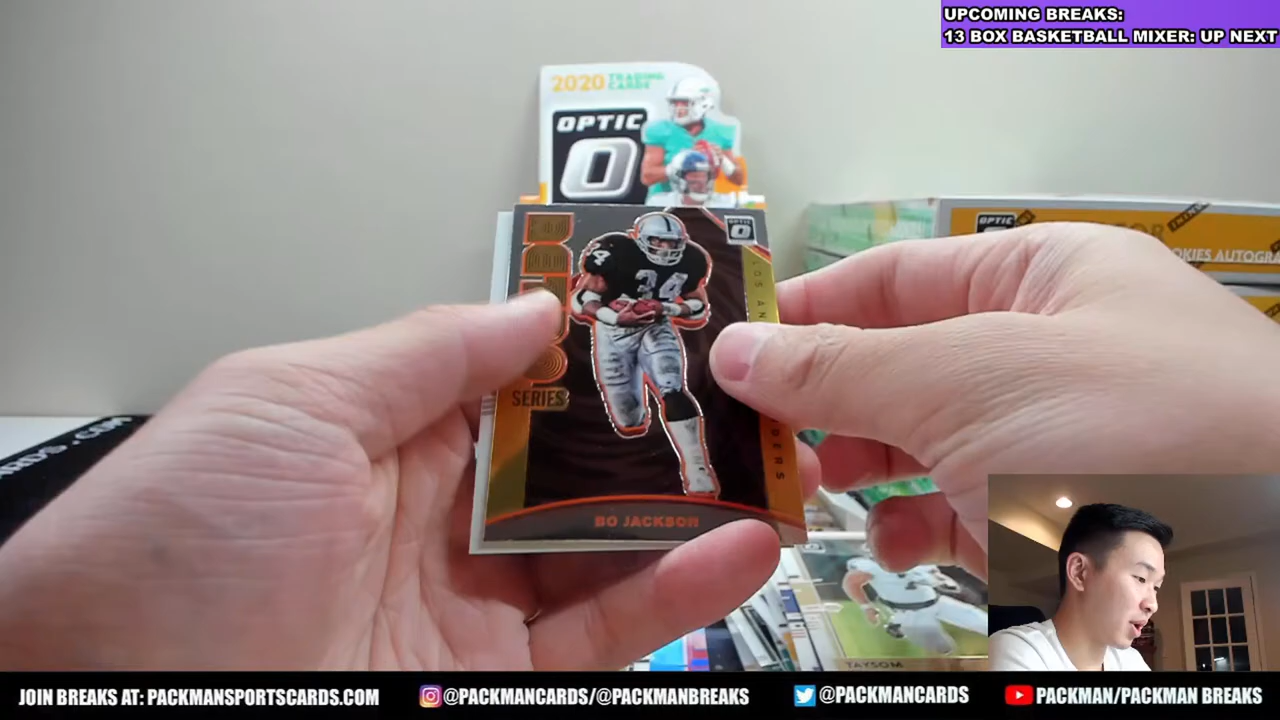 UPCOMING BREAKS:
13 BOX BASKETBALL MIXER: UP NEXT
2020 TRADING
CARDS
OPTIC
OPTIC
ROOKIES AUTOGRA
34
34
SERIES
BO JACKSON
TAYSOM
JOIN BREAKS AT: PACKMANSPORTSCARDS.COM
@PACKMANCARDS/@PACKMANBREAKS
@PACKMANCARDS
PACKMAN/PACKMAN BREAKS